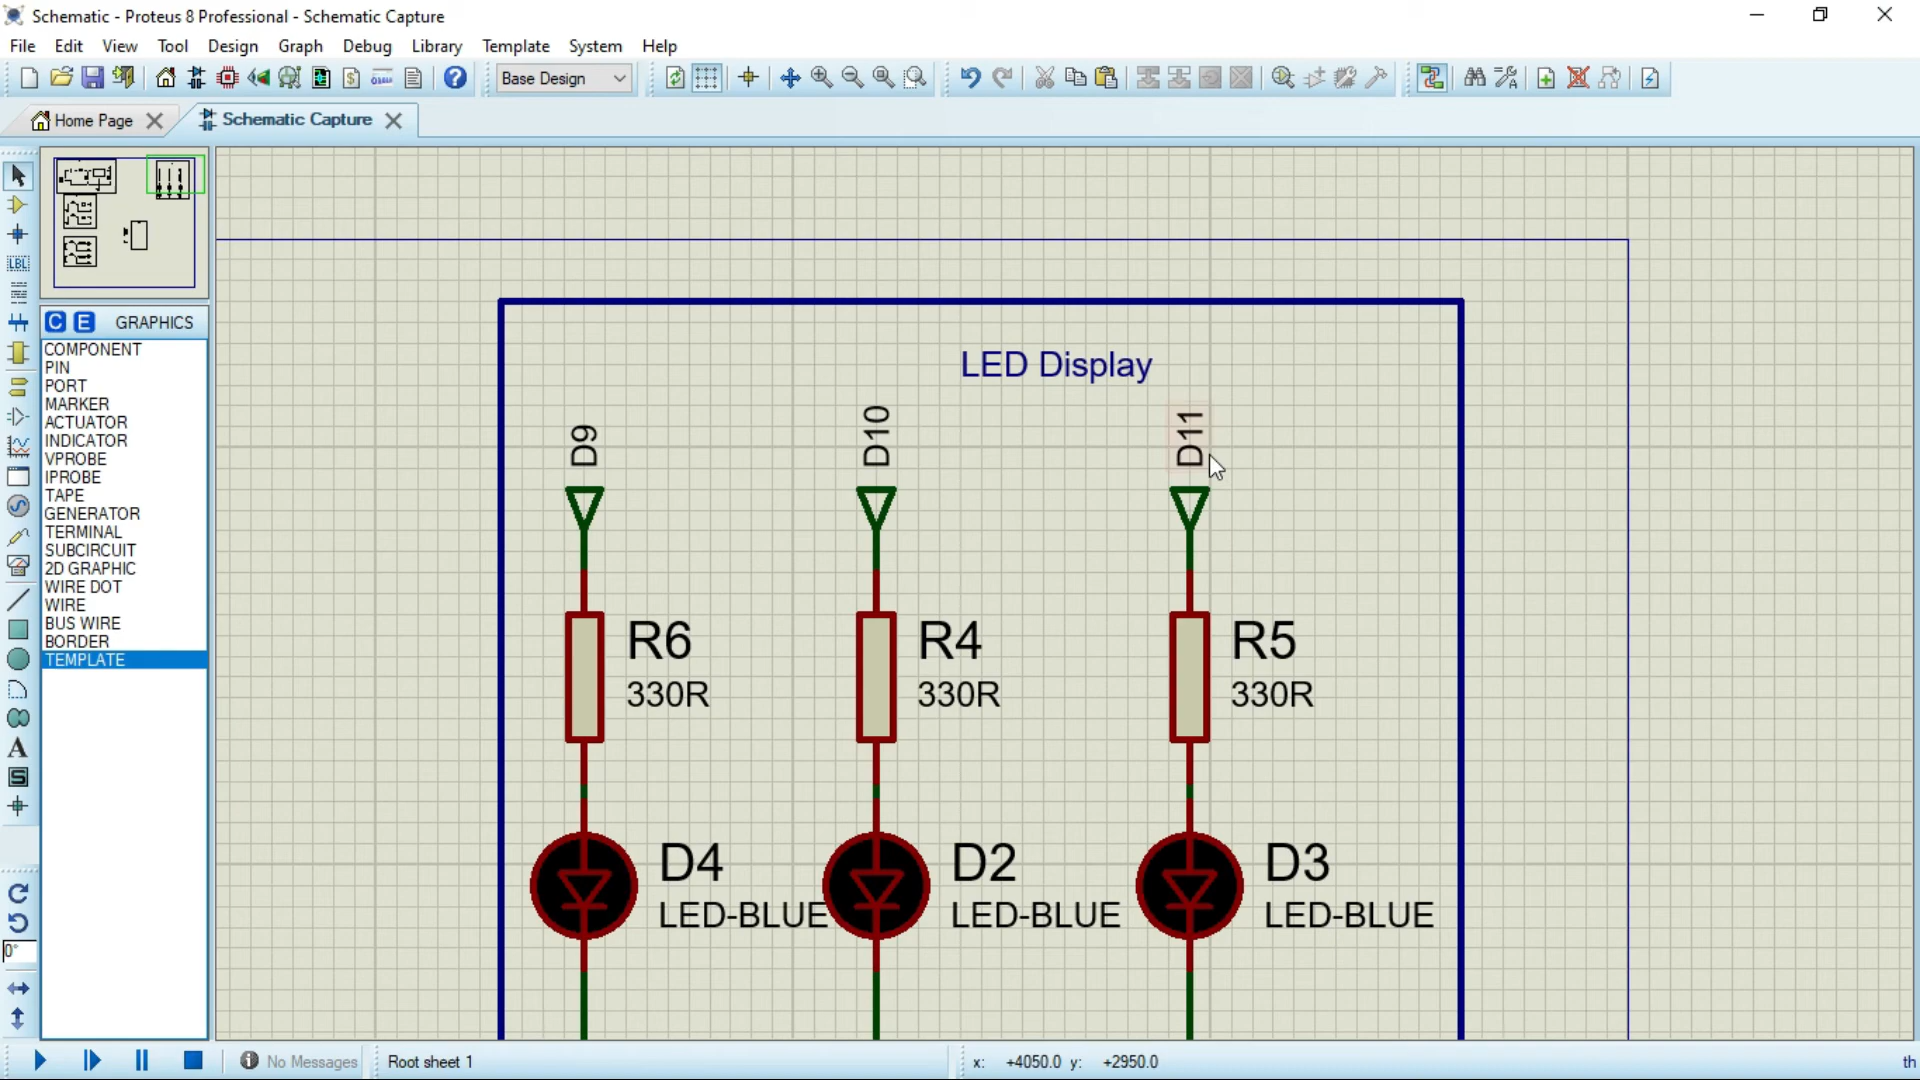 Schematic - Proteus 8 Professional - Schematic Capture
File Edit View Tool Design Graph Debug Library Template System Help
Base Design
Home Page
Schematic Capture
LBL
C E GRAPHICS
COMPONENT
PIN
PORT
MARKER
ACTUATOR
INDICATOR
VPROBE
IPROBE
TAPE
GENERATOR
TERMINAL
SUBCIRCUIT
2D GRAPHIC
WIRE DOT
WIRE
BUS WIRE
BORDER
TEMPLATE
A
S
0°
LED Display
D9
D10
D11
R6
330R
R4
330R
R5
330R
D4
LED-BLUE
D2
LED-BLUE
D3
LED-BLUE
No Messages
Root sheet 1
x: +4050.0 y: +2950.0
th